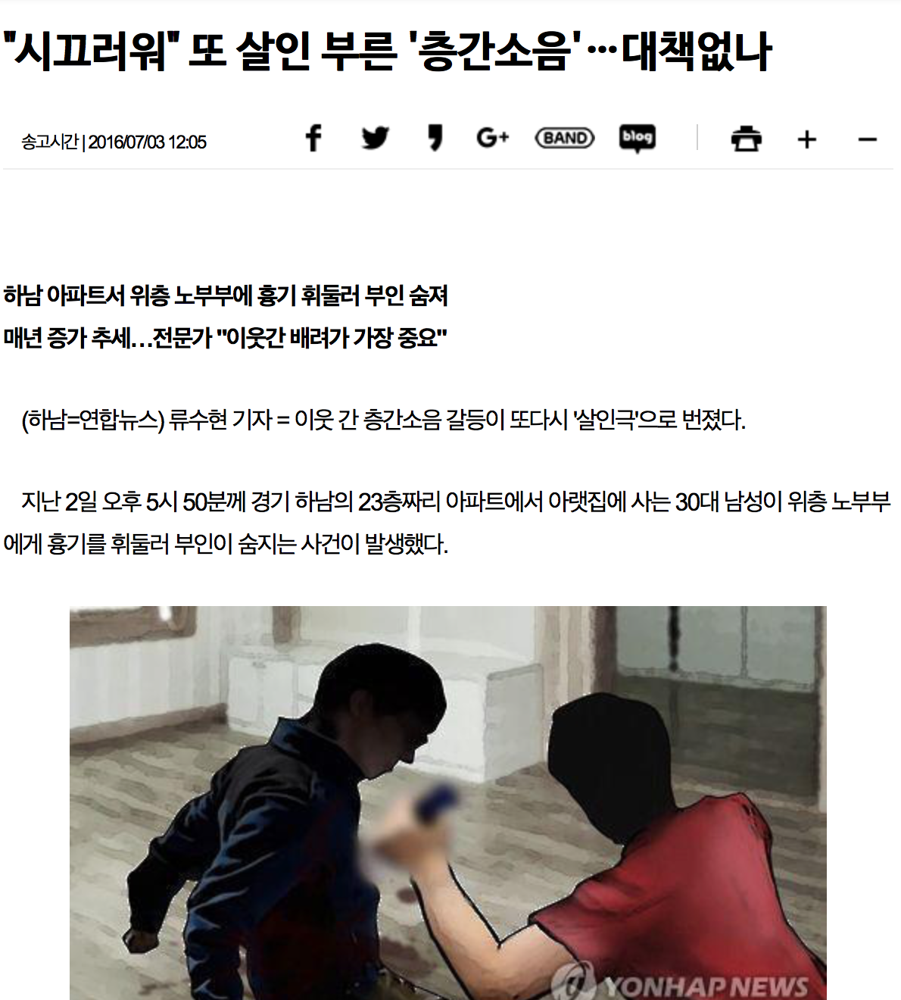 "시끄러워" 또 살인 부른 '층간소음'…대책없나
송고시간 | 2016/07/03 12:05
G+ BAND blog
하남 아파트서 위층 노부부에 흉기 휘둘러 부인 숨져
매년 증가 추세…전문가 "이웃간 배려가 가장 중요"
(하남=연합뉴스) 류수현 기자 = 이웃 간 층간소음 갈등이 또다시 '살인극'으로 번졌다.
지난 2일 오후 5시 50분께 경기 하남의 23층짜리 아파트에서 아랫집에 사는 30대 남성이 위층 노부부
에게 흉기를 휘둘러 부인이 숨지는 사건이 발생했다.
YONHAP NEWS